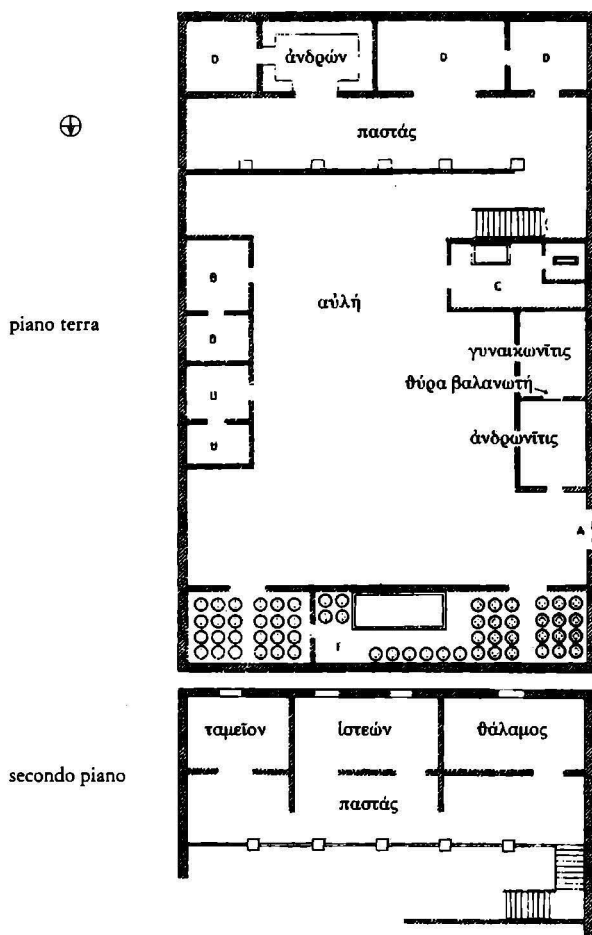 D
ἀνδρών
D
D
παστάς
αὐλή
C
piano terra
γυναικωνῖτις
θύρα βαλανωτή
ἀνδρωνῖτις
A
F
ταμεῖον
ἱστεών
θάλαμος
secondo piano
παστάς